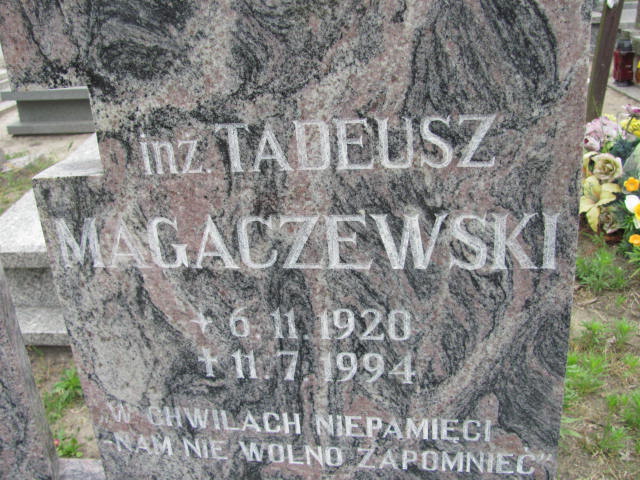 inż. TADEUSZ
MAGACZEWSKI
* 6.11.1920
† 11.7.1994
„W CHWILACH NIEPAMIĘCI
-NAM NIE WOLNO ZAPOMNIEĆ”